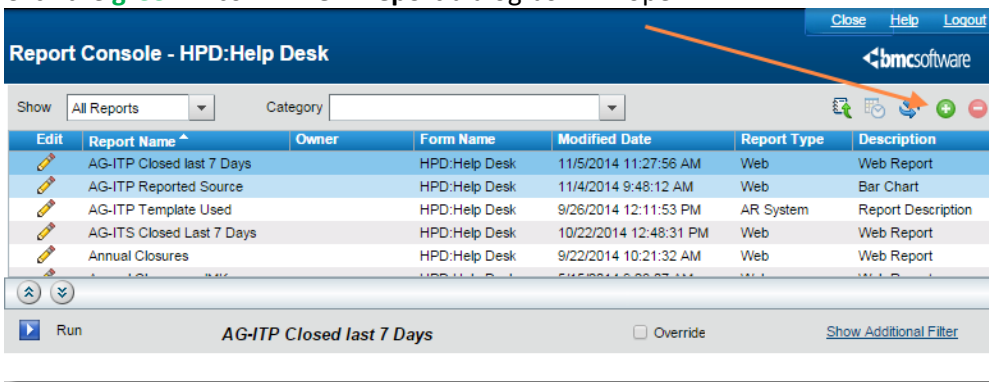 Close Help Logout
Report Console - HPD:Help Desk
bmcsoftware
Show All Reports Category
Edit Report Name Owner Form Name Modified Date Report Type Description
AG-ITP Closed last 7 Days HPD:Help Desk 11/5/2014 11:27:56 AM Web Web Report
AG-ITP Reported Source HPD:Help Desk 11/4/2014 9:48:12 AM Web Bar Chart
AG-ITP Template Used HPD:Help Desk 9/26/2014 12:11:53 PM AR System Report Description
AG-ITS Closed Last 7 Days HPD:Help Desk 10/22/2014 12:48:31 PM Web Web Report
Annual Closures HPD:Help Desk 9/22/2014 10:21:32 AM Web Web Report
Run AG-ITP Closed last 7 Days Override Show Additional Filter